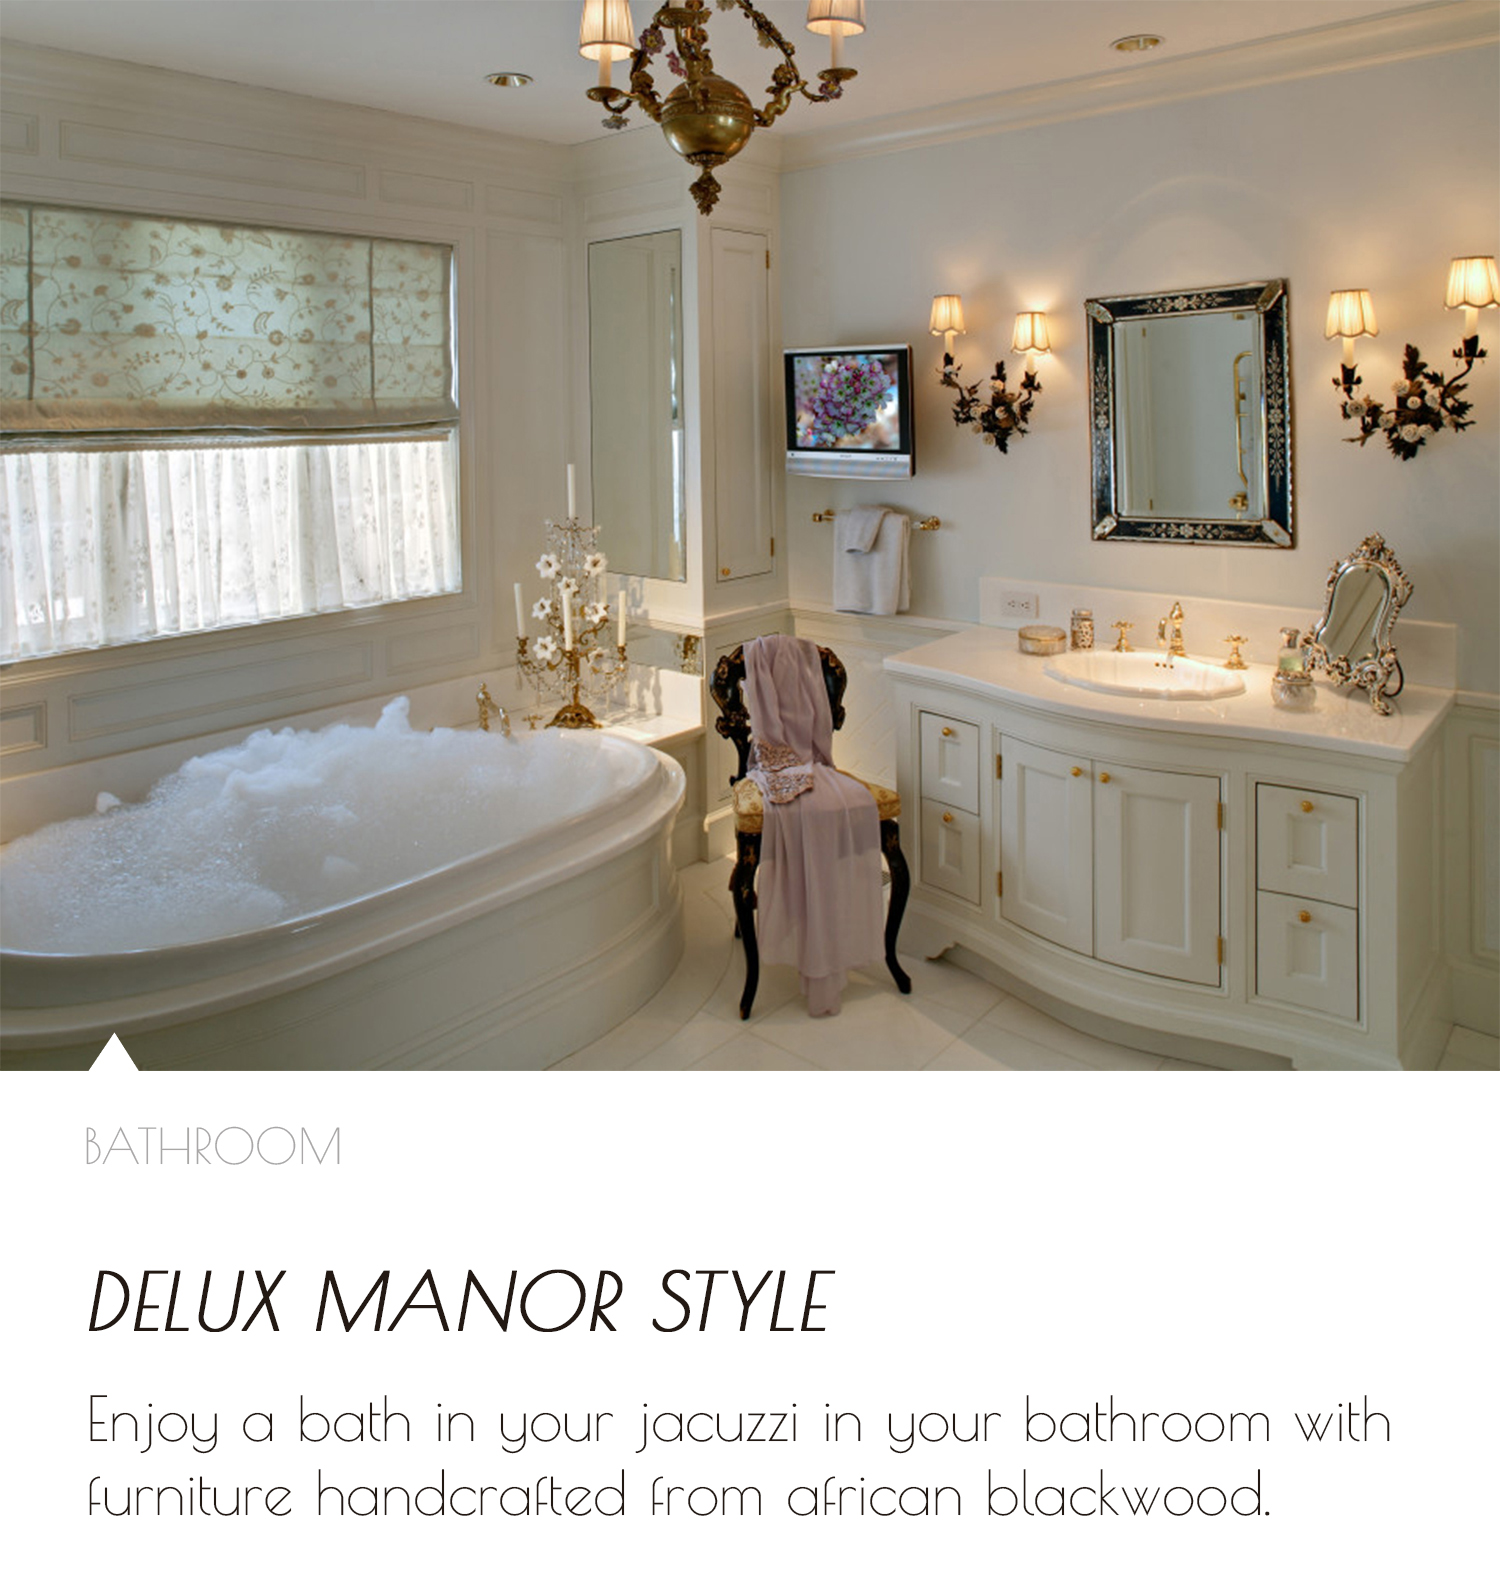 BATHROOM
DELUX MANOR STYLE
Enjoy a bath in your jacuzzi in your bathroom with
furniture handcrafted from african blackwood.